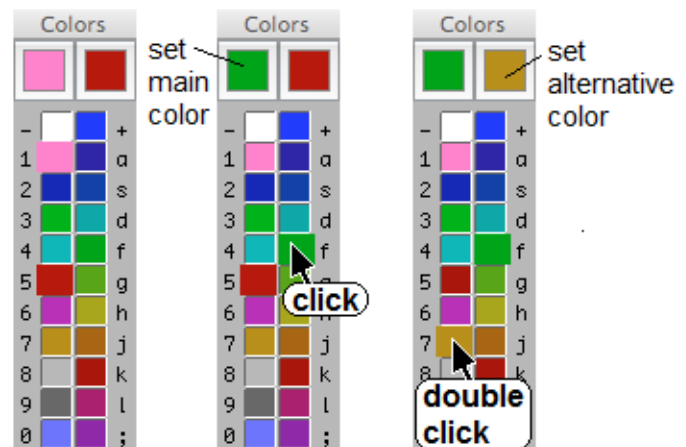 Colors
- +
1 a
2 s
3 d
4 f
5 g
6 h
7 j
8 k
9 l
0 ;
set
main
color
Colors
- +
1 a
2 s
3 d
4 f
5
6 h
7 j
8 k
9 l
0 ;
click
Colors
- +
1 a
2 s
3 d
4 f
5 g
6 h
7 j
8 k
9 l
0 ;
double
click
set
alternative
color